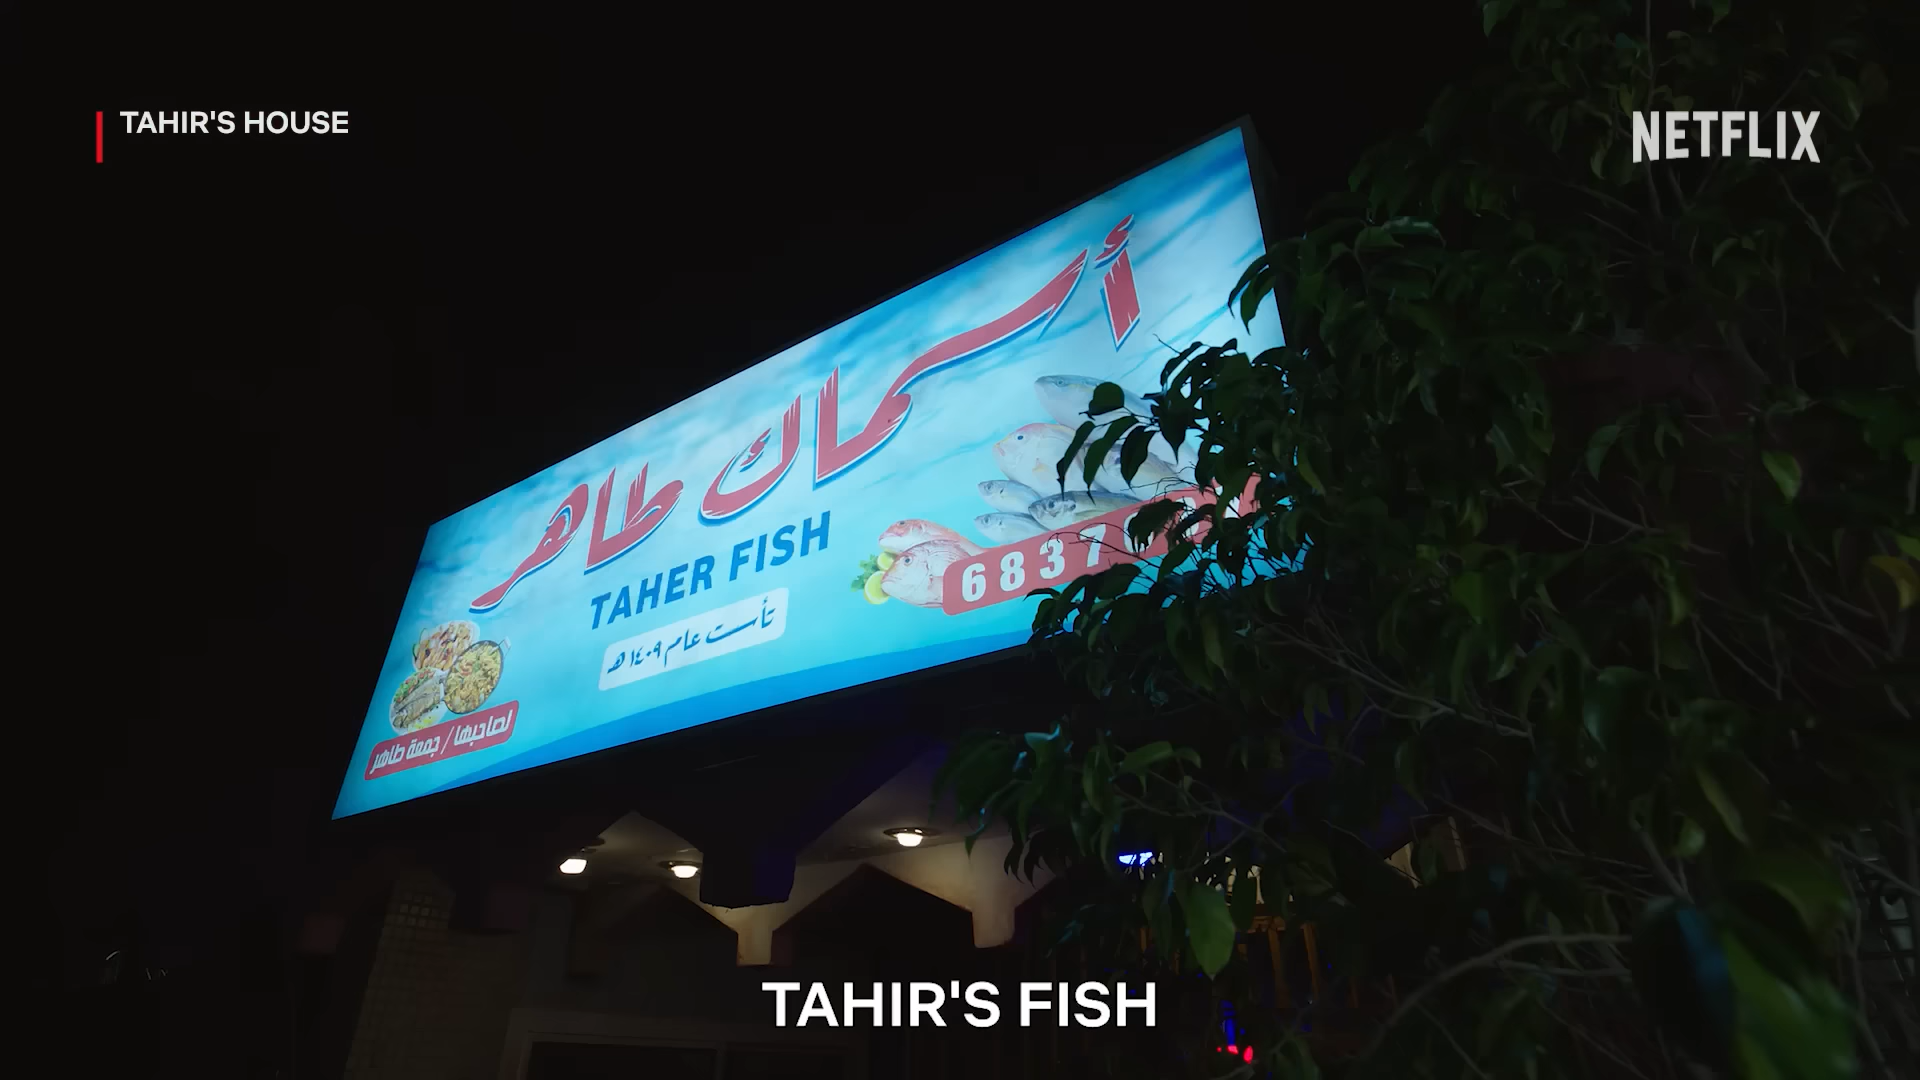 TAHIR'S HOUSE
NETFLIX
أسماك طاهر
TAHER FISH
تأست عام ١٤٠٩ هـ
6837
لصاحبها / جمعة طاهر
TAHIR'S FISH